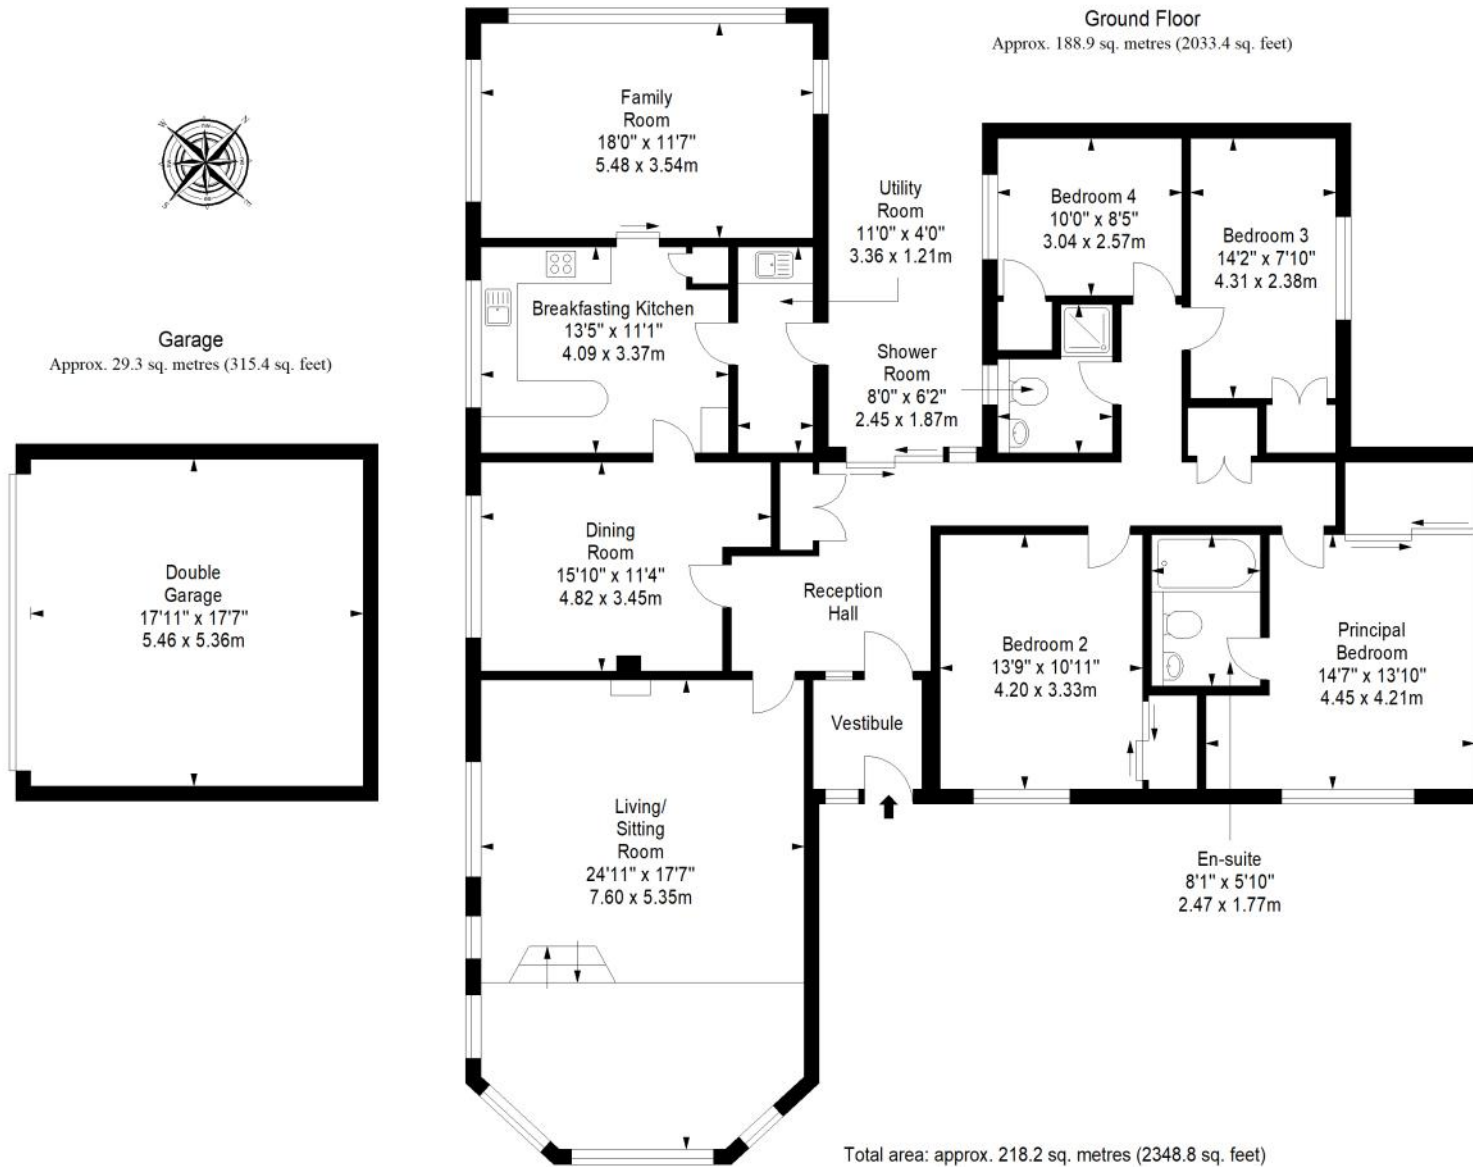 Ground Floor
Approx. 188.9 sq. metres (2033.4 sq. feet)
Family
Room
18'0" x 11'7"
5.48 x 3.54m
W
N
S
E
Utility
Room
11'0" x 4'0"
3.36 x 1.21m
Bedroom 4
10'0" x 8'5"
3.04 x 2.57m
Bedroom 3
14'2" x 7'10"
4.31 x 2.38m
Breakfasting Kitchen
13'5" x 11'1"
4.09 x 3.37m
Garage
Approx. 29.3 sq. metres (315.4 sq. feet)
Shower
Room
8'0" x 6'2"
2.45 x 1.87m
Double
Garage
17'11" x 17'7"
5.46 x 5.36m
Dining
Room
15'10" x 11'4"
4.82 x 3.45m
Reception
Hall
Bedroom 2
13'9" x 10'11"
4.20 x 3.33m
Principal
Bedroom
14'7" x 13'10"
4.45 x 4.21m
Vestibule
Living/
Sitting
Room
24'11" x 17'7"
7.60 x 5.35m
En-suite
8'1" x 5'10"
2.47 x 1.77m
Total area: approx. 218.2 sq. metres (2348.8 sq. feet)